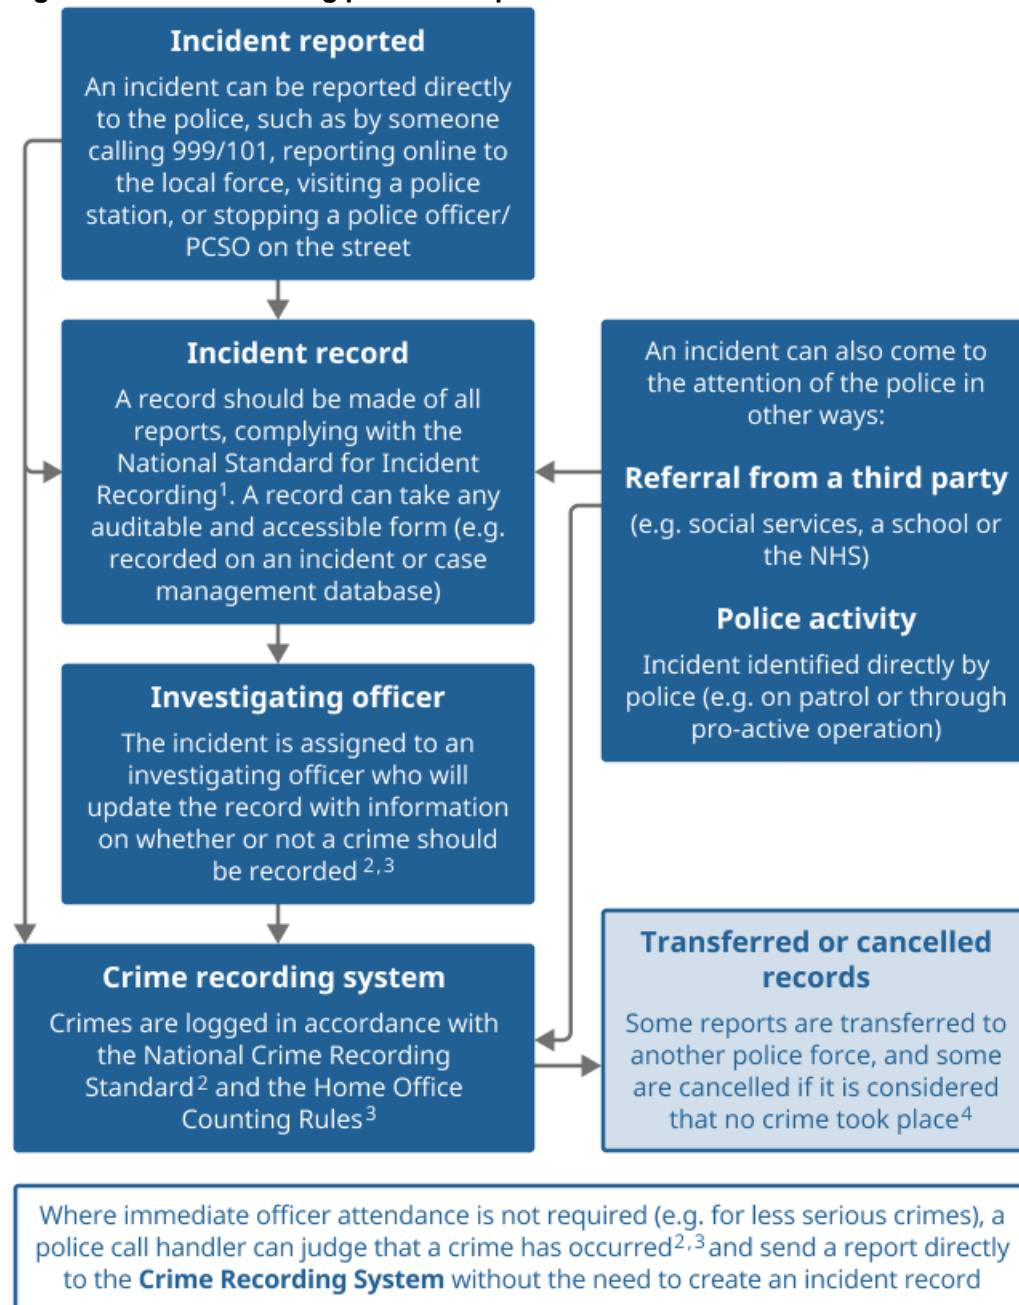 Incident reported
An incident can be reported directly
to the police, such as by someone
calling 999/101, reporting online to
the local force, visiting a police
station, or stopping a police officer/
PCSO on the street
Incident record
A record should be made of all
reports, complying with the
National Standard for Incident
Recording¹. A record can take any
auditable and accessible form (e.g.
recorded on an incident or case
management database)
An incident can also come to
the attention of the police in
other ways:
Referral from a third party
(e.g. social services, a school or
the NHS)
Police activity
Incident identified directly by
police (e.g. on patrol or through
pro-active operation)
Investigating officer
The incident is assigned to an
investigating officer who will
update the record with information
on whether or not a crime should
be recorded ²,³
Crime recording system
Crimes are logged in accordance with
the National Crime Recording
Standard² and the Home Office
Counting Rules³
Transferred or cancelled
records
Some reports are transferred to
another police force, and some
are cancelled if it is considered
that no crime took place⁴
Where immediate officer attendance is not required (e.g. for less serious crimes), a
police call handler can judge that a crime has occurred²,³ and send a report directly
to the Crime Recording System without the need to create an incident record